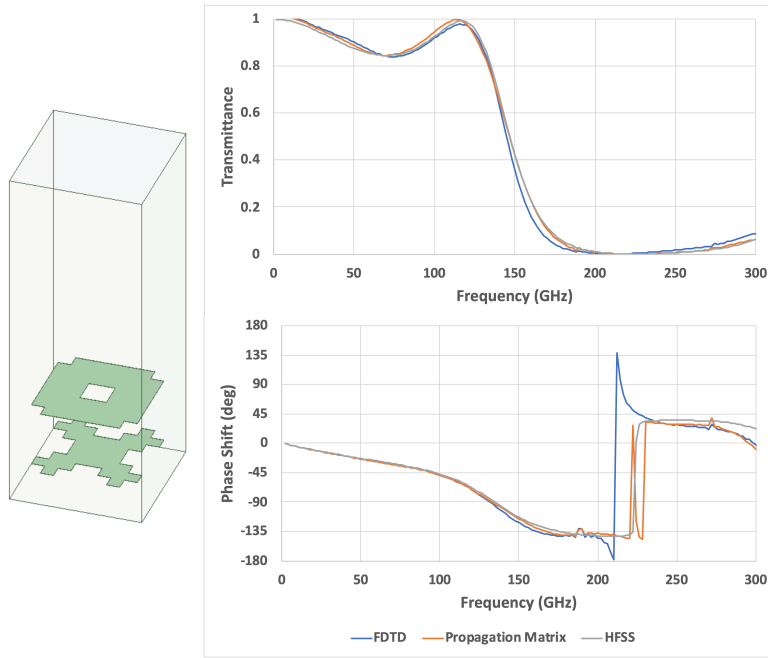 1
0.8
0.6
0.4
0.2
0
Transmittance
0 50 100 150 200 250 300
Frequency (GHz)
180
135
90
45
0
-45
-90
-135
-180
Phase Shift (deg)
0 50 100 150 200 250 300
Frequency (GHz)
FDTD Propagation Matrix HFSS